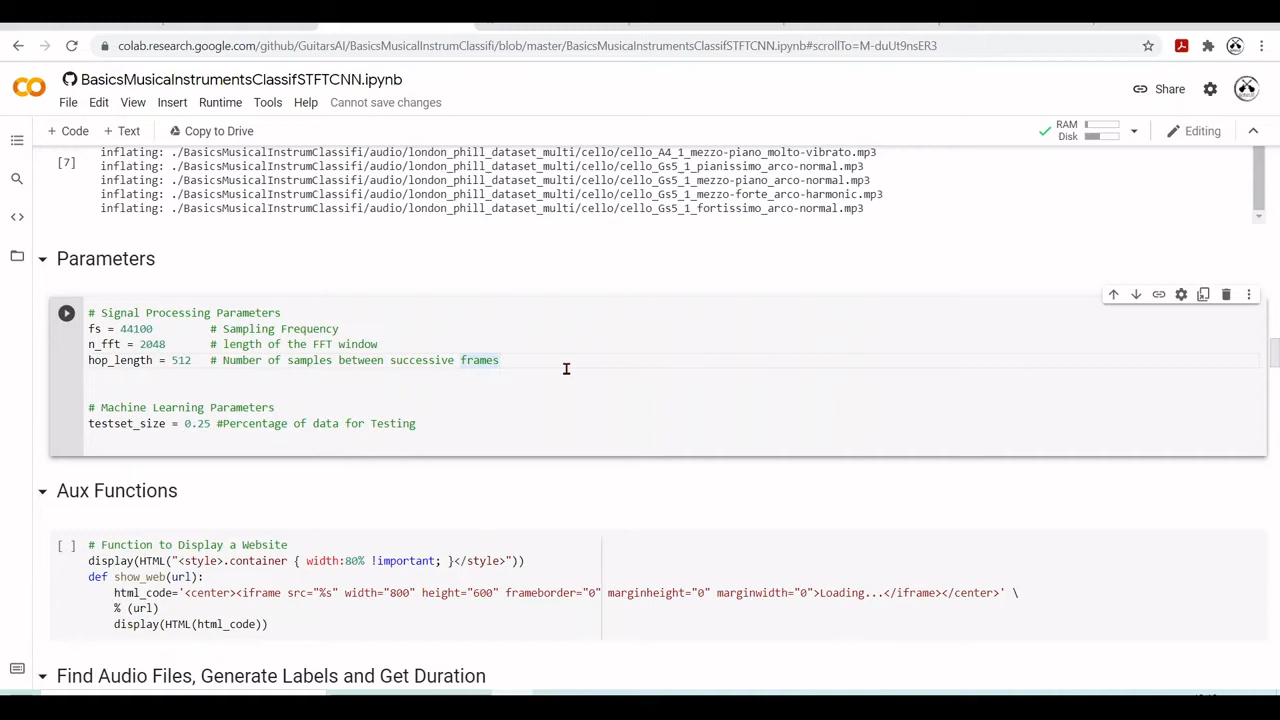 colab.research.google.com/github/GuitarsAI/BasicsMusicalInstrumClassifi/blob/master/BasicsMusicalInstrumentsClassifSTFTCNN.ipynb#scrollTo=M-duUt9nsER3
BasicsMusicalnstrumentsClassifSTFTCNN.ipynb
File Edit View Insert Runtime Tools Help Cannot save changes
Share
+ Code + Text Copy to Drive
RAM
Disk
Editing
inflating: ./BasicsMusicalInstrumClassifi/audio/london_phill_dataset_multi/cello/cello_A4_1_mezzo-piano_molto-vibrato.mp3
[7] inflating: ./BasicsMusicalInstrumClassifi/audio/london_phill_dataset_multi/cello/cello_Gs5_1_pianissimo_arco-normal.mp3
inflating: ./BasicsMusicalInstrumClassifi/audio/london_phill_dataset_multi/cello/cello_Gs5_1_mezzo-piano_arco-normal.mp3
inflating: ./BasicsMusicalInstrumClassifi/audio/london_phill_dataset_multi/cello/cello_Gs5_1_mezzo-forte_arco-harmonic.mp3
inflating: ./BasicsMusicalInstrumClassifi/audio/london_phill_dataset_multi/cello/cello_Gs5_1_fortissimo_arco-normal.mp3
Parameters
# Signal Processing Parameters
fs = 44100 # Sampling Frequency
n_fft = 2048 # length of the FFT window
hop_length = 512 # Number of samples between successive frames
# Machine Learning Parameters
testset_size = 0.25 #Percentage of data for Testing
Aux Functions
[ ] # Function to Display a Website
display(HTML("<style>.container { width:80% !important; }</style>"))
def show_web(url):
html_code='<center><iframe src="%s" width="800" height="600" frameborder="0" marginheight="0" marginwidth="0">Loading...</iframe></center>' \
% (url)
display(HTML(html_code))
Find Audio Files, Generate Labels and Get Duration